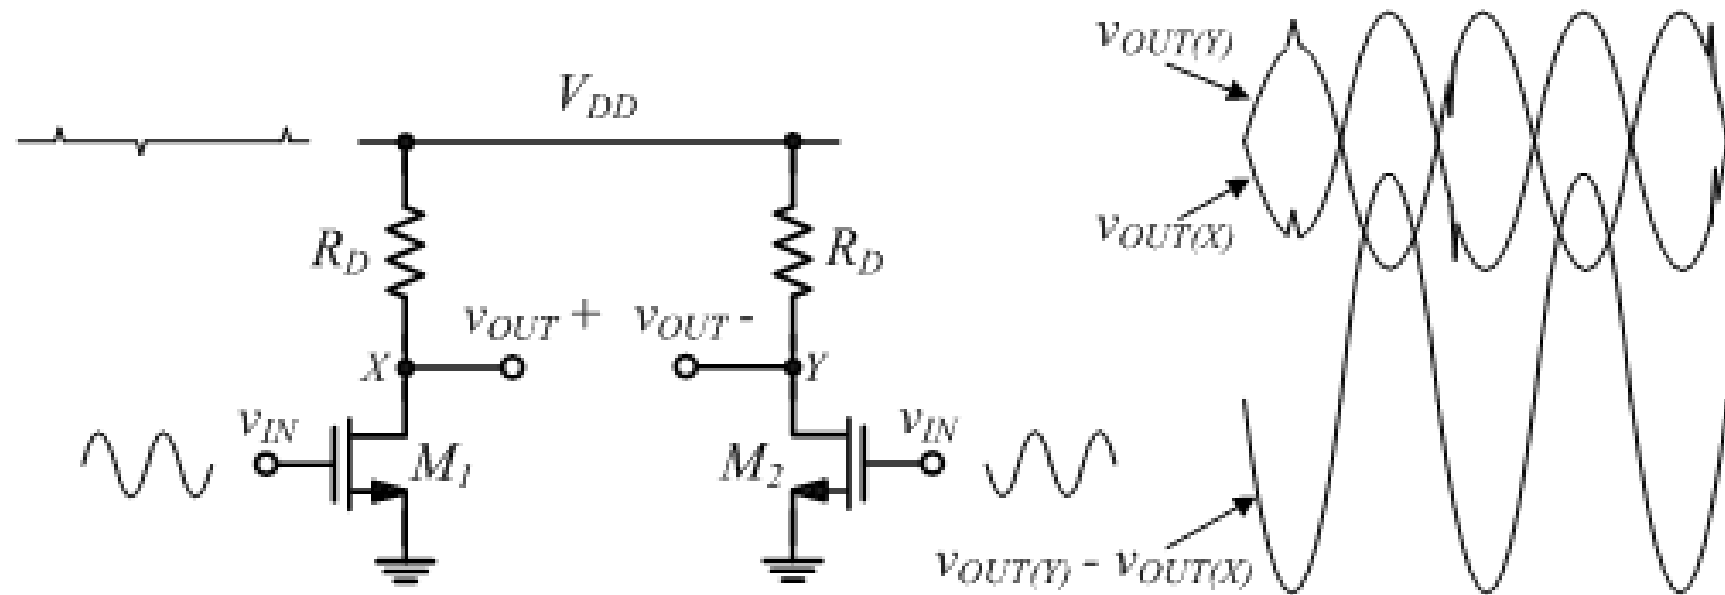 V_DD
R_D
R_D
v_OUT +
v_OUT -
X
Y
v_IN
v_IN
M_1
M_2
v_OUT(Y)
v_OUT(X)
v_OUT(Y) - v_OUT(X)